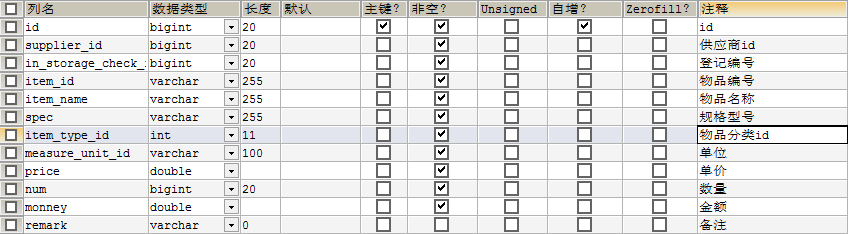 列名 数据类型 长度 默认 主键? 非空? Unsigned 自增? Zerofill? 注释
id bigint 20 id
supplier_id bigint 20 供应商id
in_storage_check_ bigint 20 登记编号
item_id varchar 255 物品编号
item_name varchar 255 物品名称
spec varchar 255 规格型号
item_type_id int 11 物品分类id
measure_unit_id varchar 100 单位
price double 单价
num bigint 20 数量
monney double 金额
remark varchar 0 备注